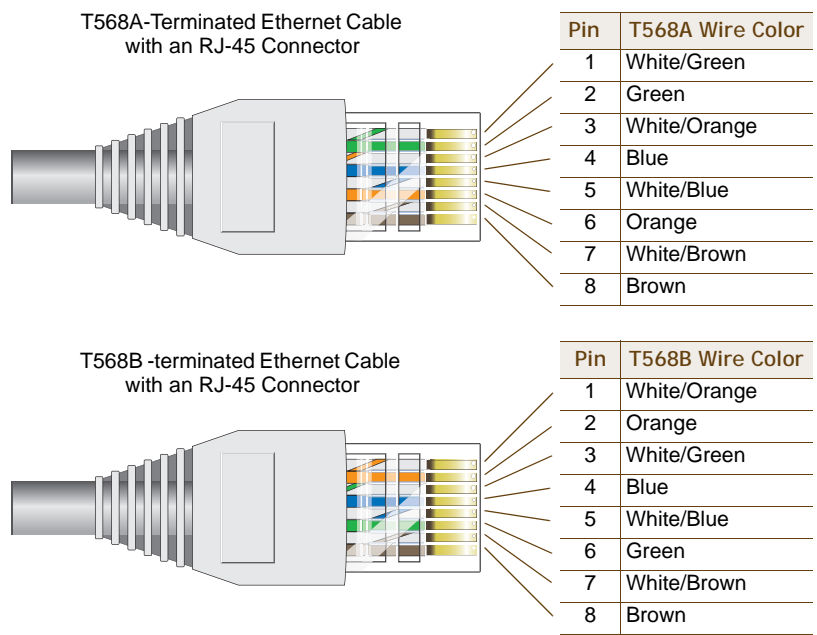 T568A-Terminated Ethernet Cable
with an RJ-45 Connector
Pin T568A Wire Color
1 White/Green
2 Green
3 White/Orange
4 Blue
5 White/Blue
6 Orange
7 White/Brown
8 Brown
T568B -terminated Ethernet Cable
with an RJ-45 Connector
Pin T568B Wire Color
1 White/Orange
2 Orange
3 White/Green
4 Blue
5 White/Blue
6 Green
7 White/Brown
8 Brown